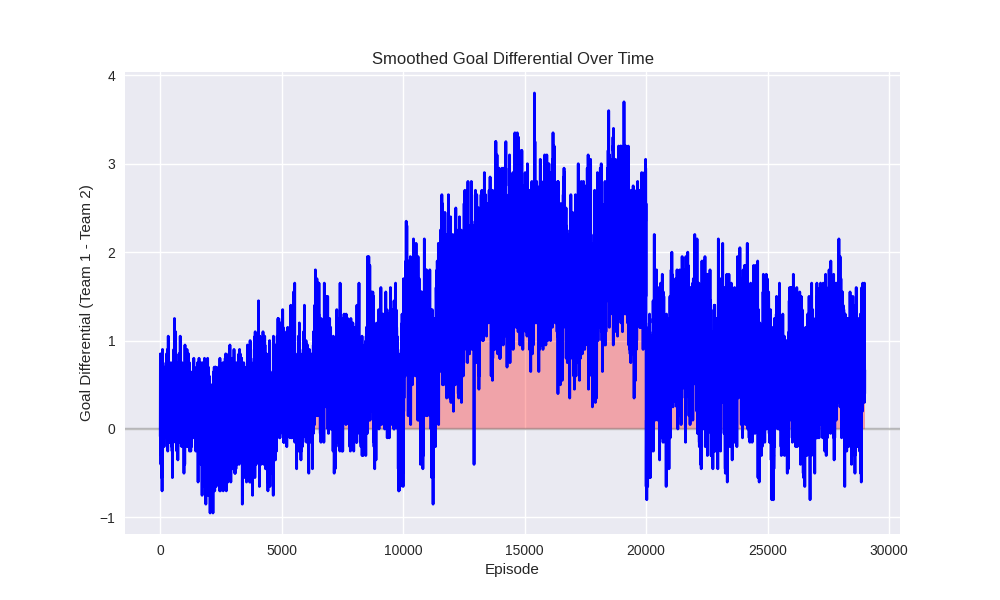 Smoothed Goal Differential Over Time
Goal Differential (Team 1 - Team 2)
4
3
2
1
0
−1
0 5000 10000 15000 20000 25000 30000
Episode